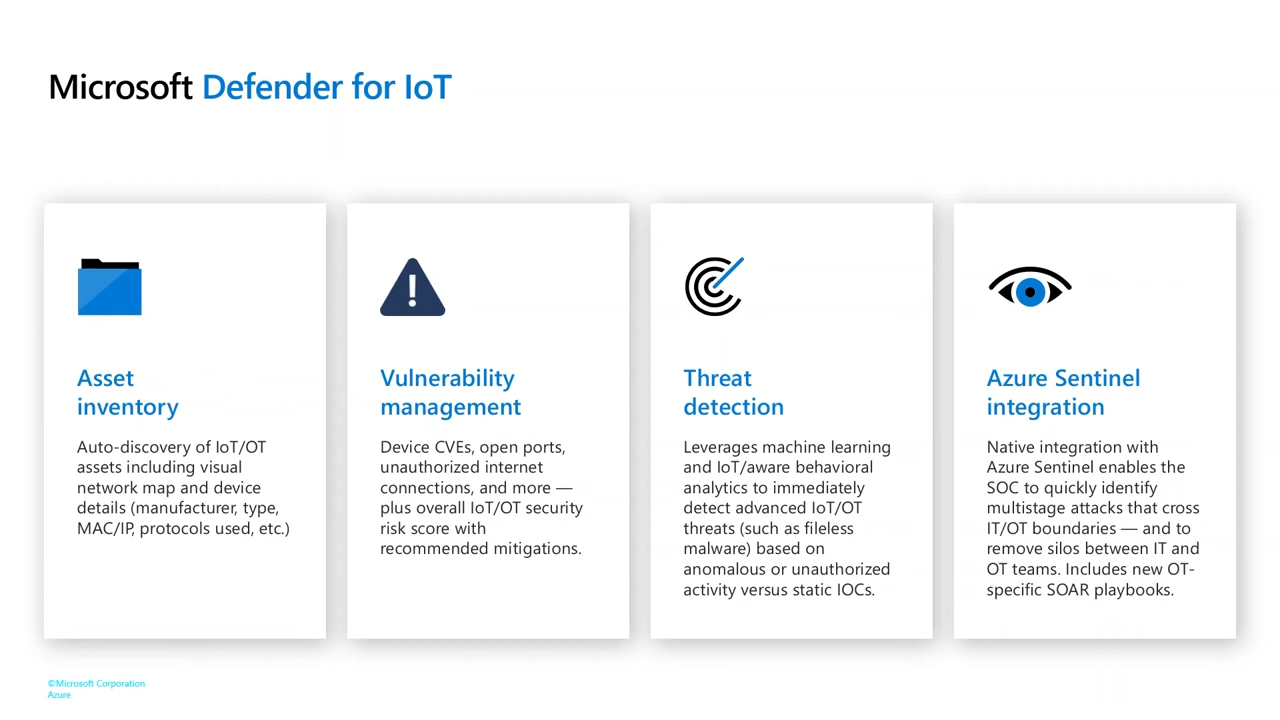 Microsoft Defender for IoT
Asset
inventory
Auto-discovery of IoT/OT
assets including visual
network map and device
details (manufacturer, type,
MAC/IP, protocols used, etc.)
Vulnerability
management
Device CVEs, open ports,
unauthorized internet
connections, and more —
plus overall IoT/OT security
risk score with
recommended mitigations.
Threat
detection
Leverages machine learning
and IoT/aware behavioral
analytics to immediately
detect advanced IoT/OT
threats (such as fileless
malware) based on
anomalous or unauthorized
activity versus static IOCs.
Azure Sentinel
integration
Native integration with
Azure Sentinel enables the
SOC to quickly identify
multistage attacks that cross
IT/OT boundaries — and to
remove silos between IT and
OT teams. Includes new OT-
specific SOAR playbooks.
©Microsoft Corporation
Azure